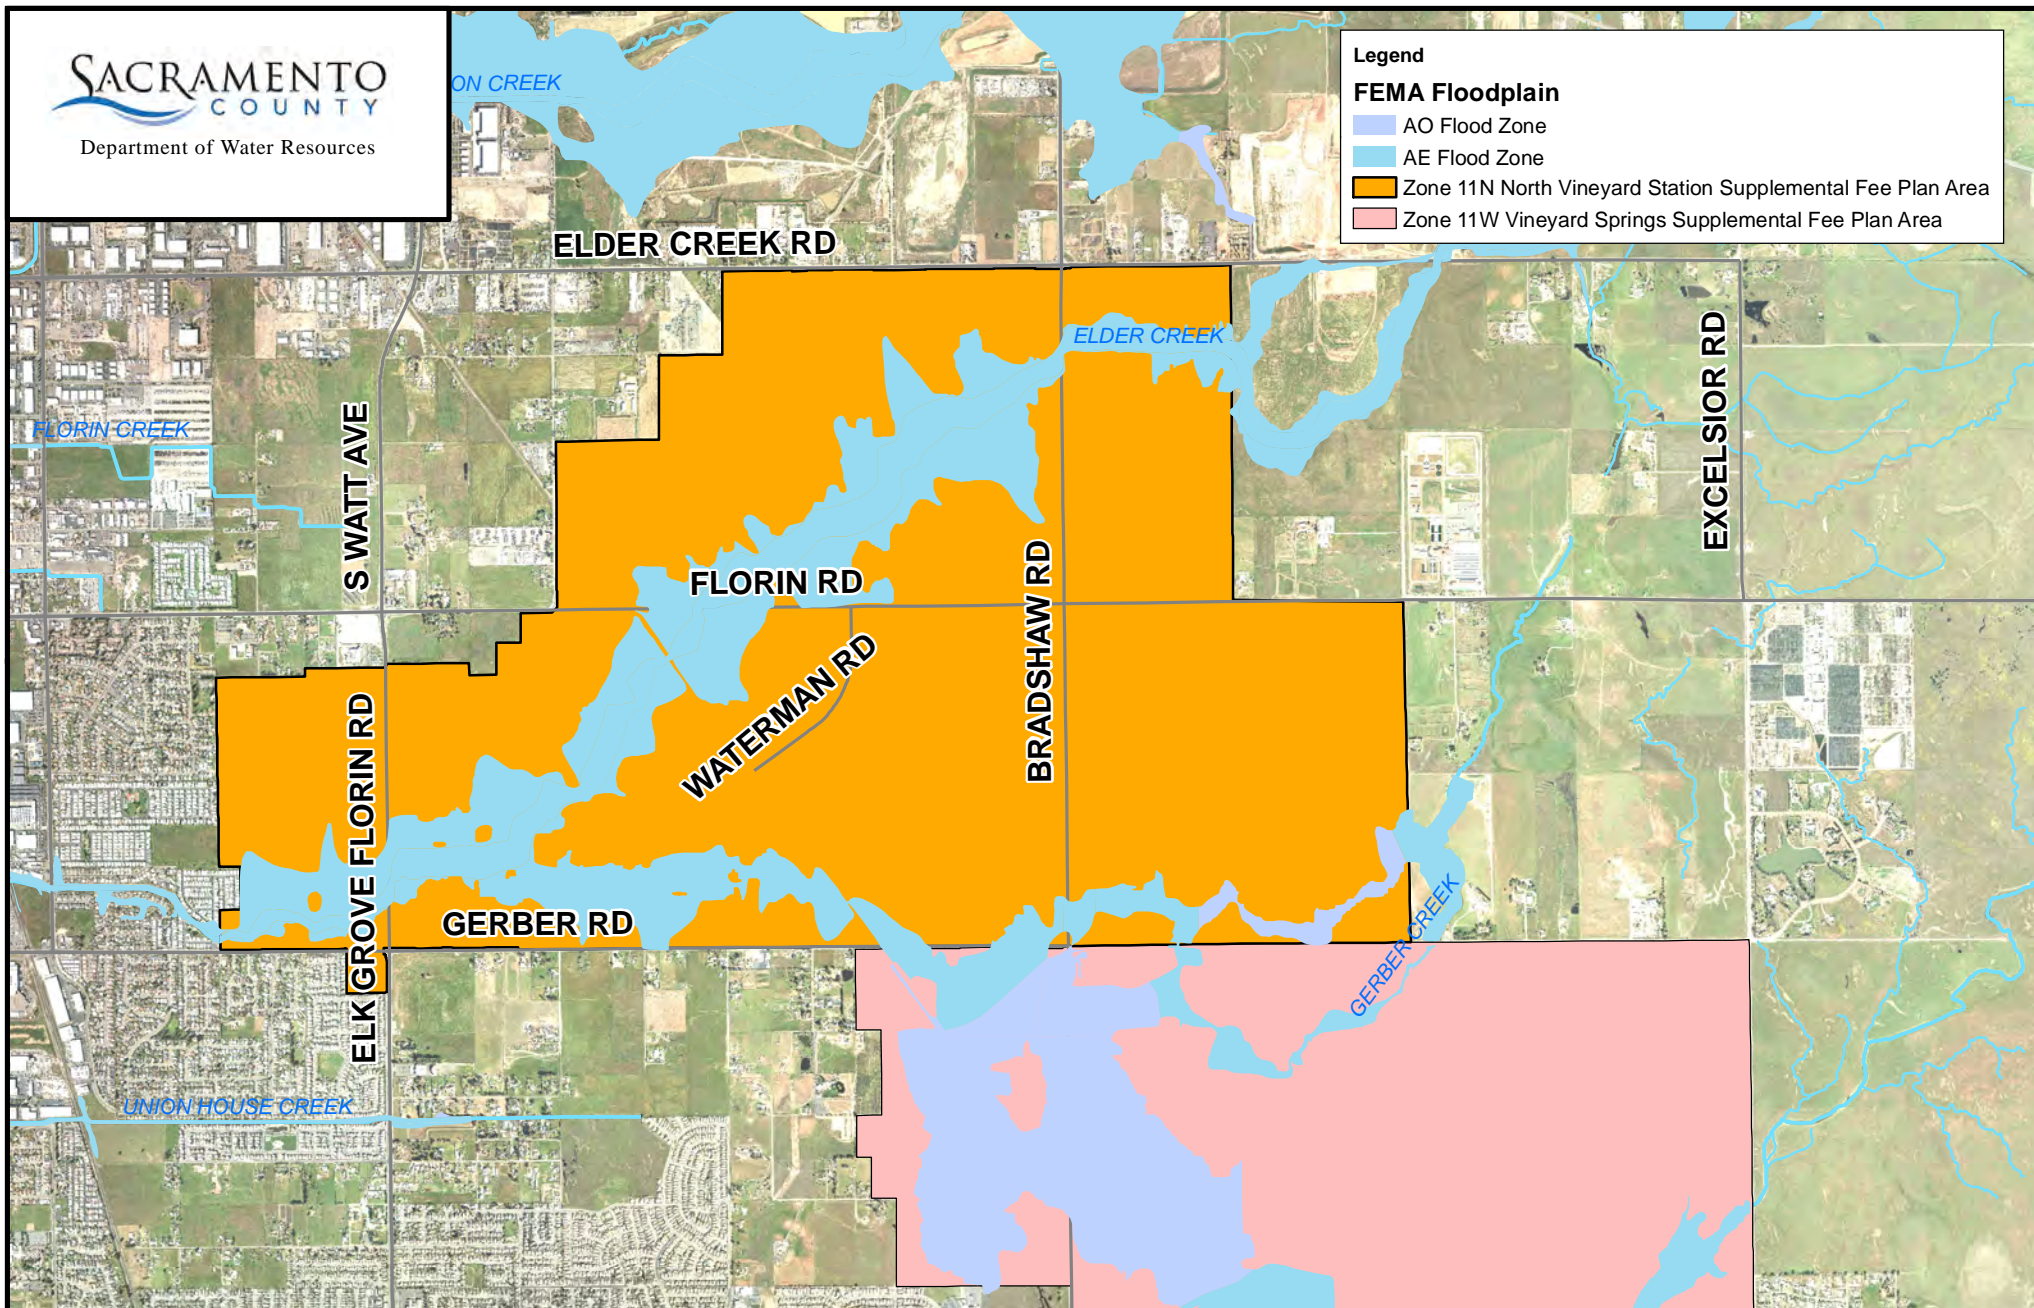 SACRAMENTO
COUNTY
Department of Water Resources
ON CREEK
Legend
FEMA Floodplain
AO Flood Zone
AE Flood Zone
Zone 11N North Vineyard Station Supplemental Fee Plan Area
Zone 11W Vineyard Springs Supplemental Fee Plan Area
ELDER CREEK RD
ELDER CREEK
EXCELSIOR RD
FLORIN CREEK
S WATT AVE
FLORIN RD
BRADSHAW RD
WATERMAN RD
ELK GROVE FLORIN RD
GERBER RD
GERBER CREEK
UNION HOUSE CREEK